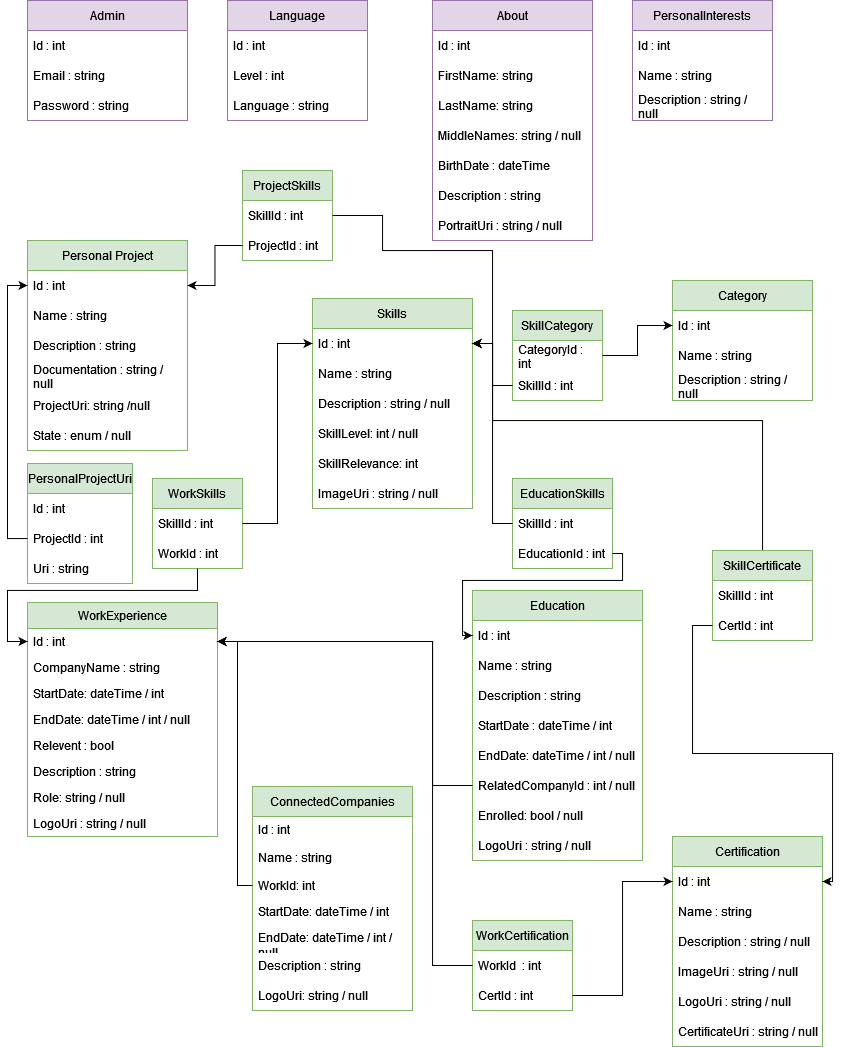 Admin
Id : int
Email : string
Password : string
Language
Id : int
Level : int
Language : string
About
Id : int
FirstName: string
LastName: string
MiddleNames: string / null
BirthDate : dateTime
Description : string
PortraitUri : string / null
PersonalInterests
Id : int
Name : string
Description : string /
null
ProjectSkills
SkillId : int
ProjectId : int
Personal Project
Id : int
Name : string
Description : string
Documentation : string /
null
ProjectUri: string /null
State : enum / null
Skills
Id : int
Name : string
Description : string / null
SkillLevel: int / null
SkillRelevance: int
ImageUri : string / null
SkillCategory
CategoryId :
int
SkillId : int
Category
Id : int
Name : string
Description : string /
null
PersonalProjectUri
Id : int
ProjectId : int
Uri : string
WorkSkills
SkillId : int
WorkId : int
EducationSkills
SkillId : int
EducationId : int
SkillCertificate
SkillId : int
CertId : int
WorkExperience
Id : int
CompanyName : string
StartDate: dateTime / int
EndDate: dateTime / int / null
Relevent : bool
Description : string
Role: string / null
LogoUri : string / null
Education
Id : int
Name : string
Description : string
StartDate : dateTime / int
EndDate: dateTime / int / null
RelatedCompanyId : int / null
Enrolled: bool / null
LogoUri : string / null
ConnectedCompanies
Id : int
Name : string
WorkId: int
StartDate: dateTime / int
EndDate: dateTime / int /
null
Description : string
LogoUri: string / null
WorkCertification
WorkId : int
CertId : int
Certification
Id : int
Name : string
Description : string / null
ImageUri : string / null
LogoUri : string / null
CertificateUri : string / null